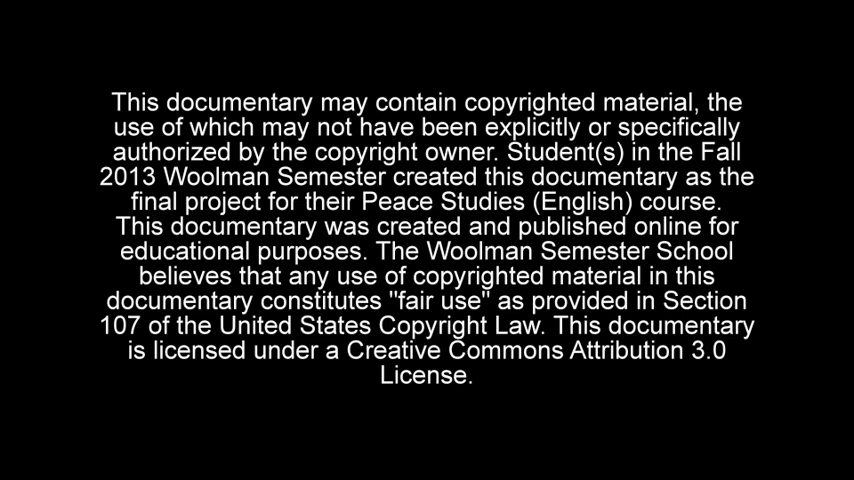 This documentary may contain copyrighted material, the
use of which may not have been explicitly or specifically
authorized by the copyright owner. Student(s) in the Fall
2013 Woolman Semester created this documentary as the
final project for their Peace Studies (English) course.
This documentary was created and published online for
educational purposes. The Woolman Semester School
believes that any use of copyrighted material in this
documentary constitutes "fair use" as provided in Section
107 of the United States Copyright Law. This documentary
is licensed under a Creative Commons Attribution 3.0
License.